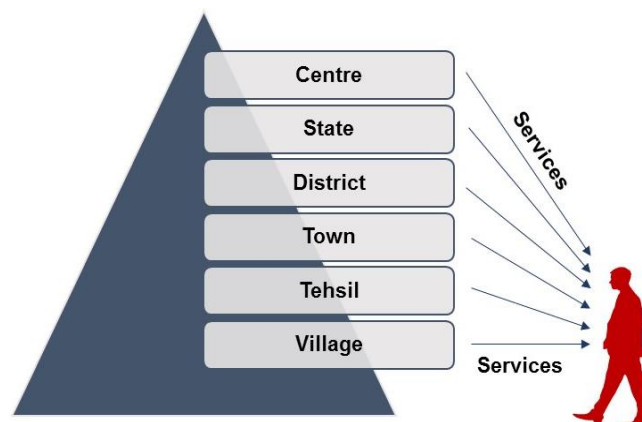 Centre
State
District
Town
Tehsil
Village
Services
Services